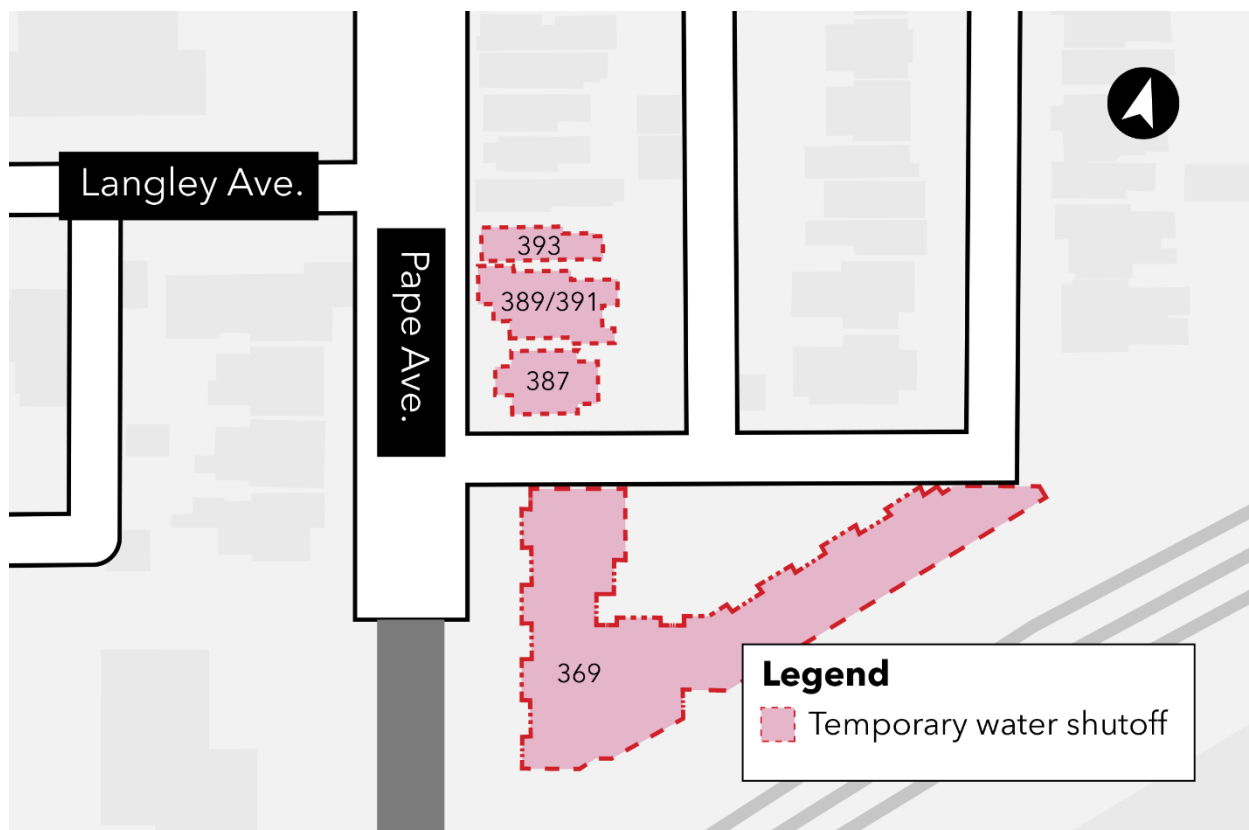 Langley Ave.
Pape Ave.
393
389/391
387
369
Legend
Temporary water shutoff